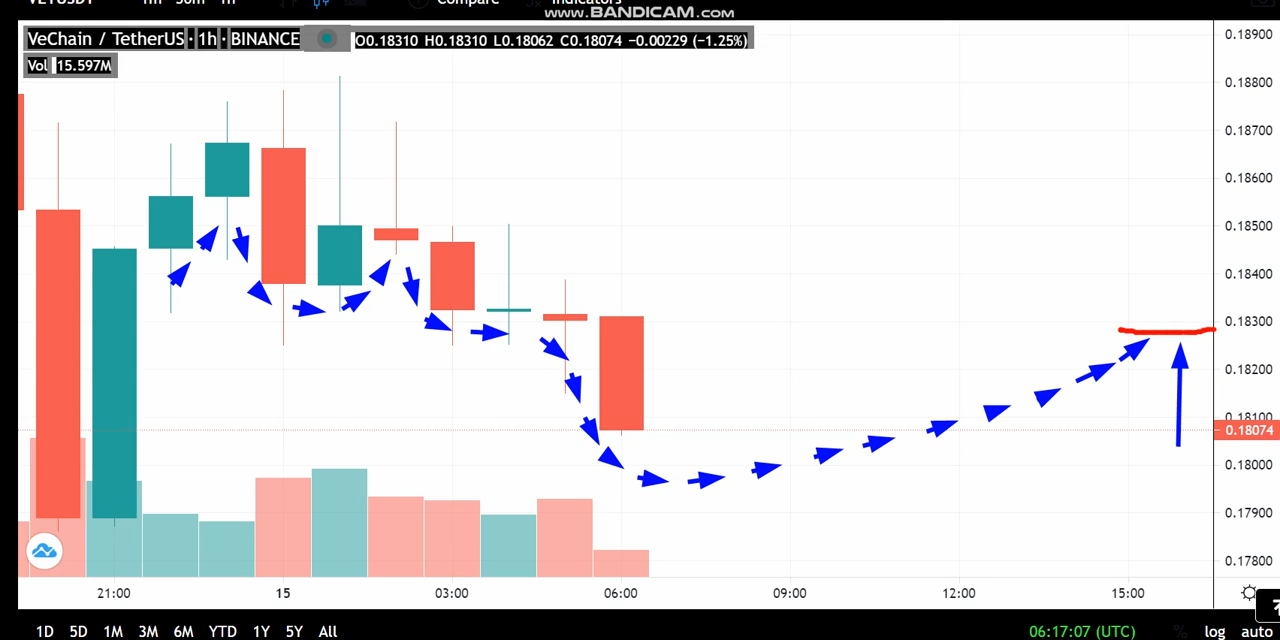 Compare
WWW.BANDICAM.COM
VeChain / TetherUS · 1h · BINANCE O0.18310 H0.18310 L0.18062 C0.18074 −0.00229 (−1.25%)
Vol 15.597M
0.18900
0.18800
0.18700
0.18600
0.18500
0.18400
0.18300
0.18200
0.18100
0.18074
0.18000
0.17900
0.17800
21:00 15 03:00 06:00 09:00 12:00 15:00
1D 5D 1M 3M 6M YTD 1Y 5Y All 06:17:07 (UTC) % log auto